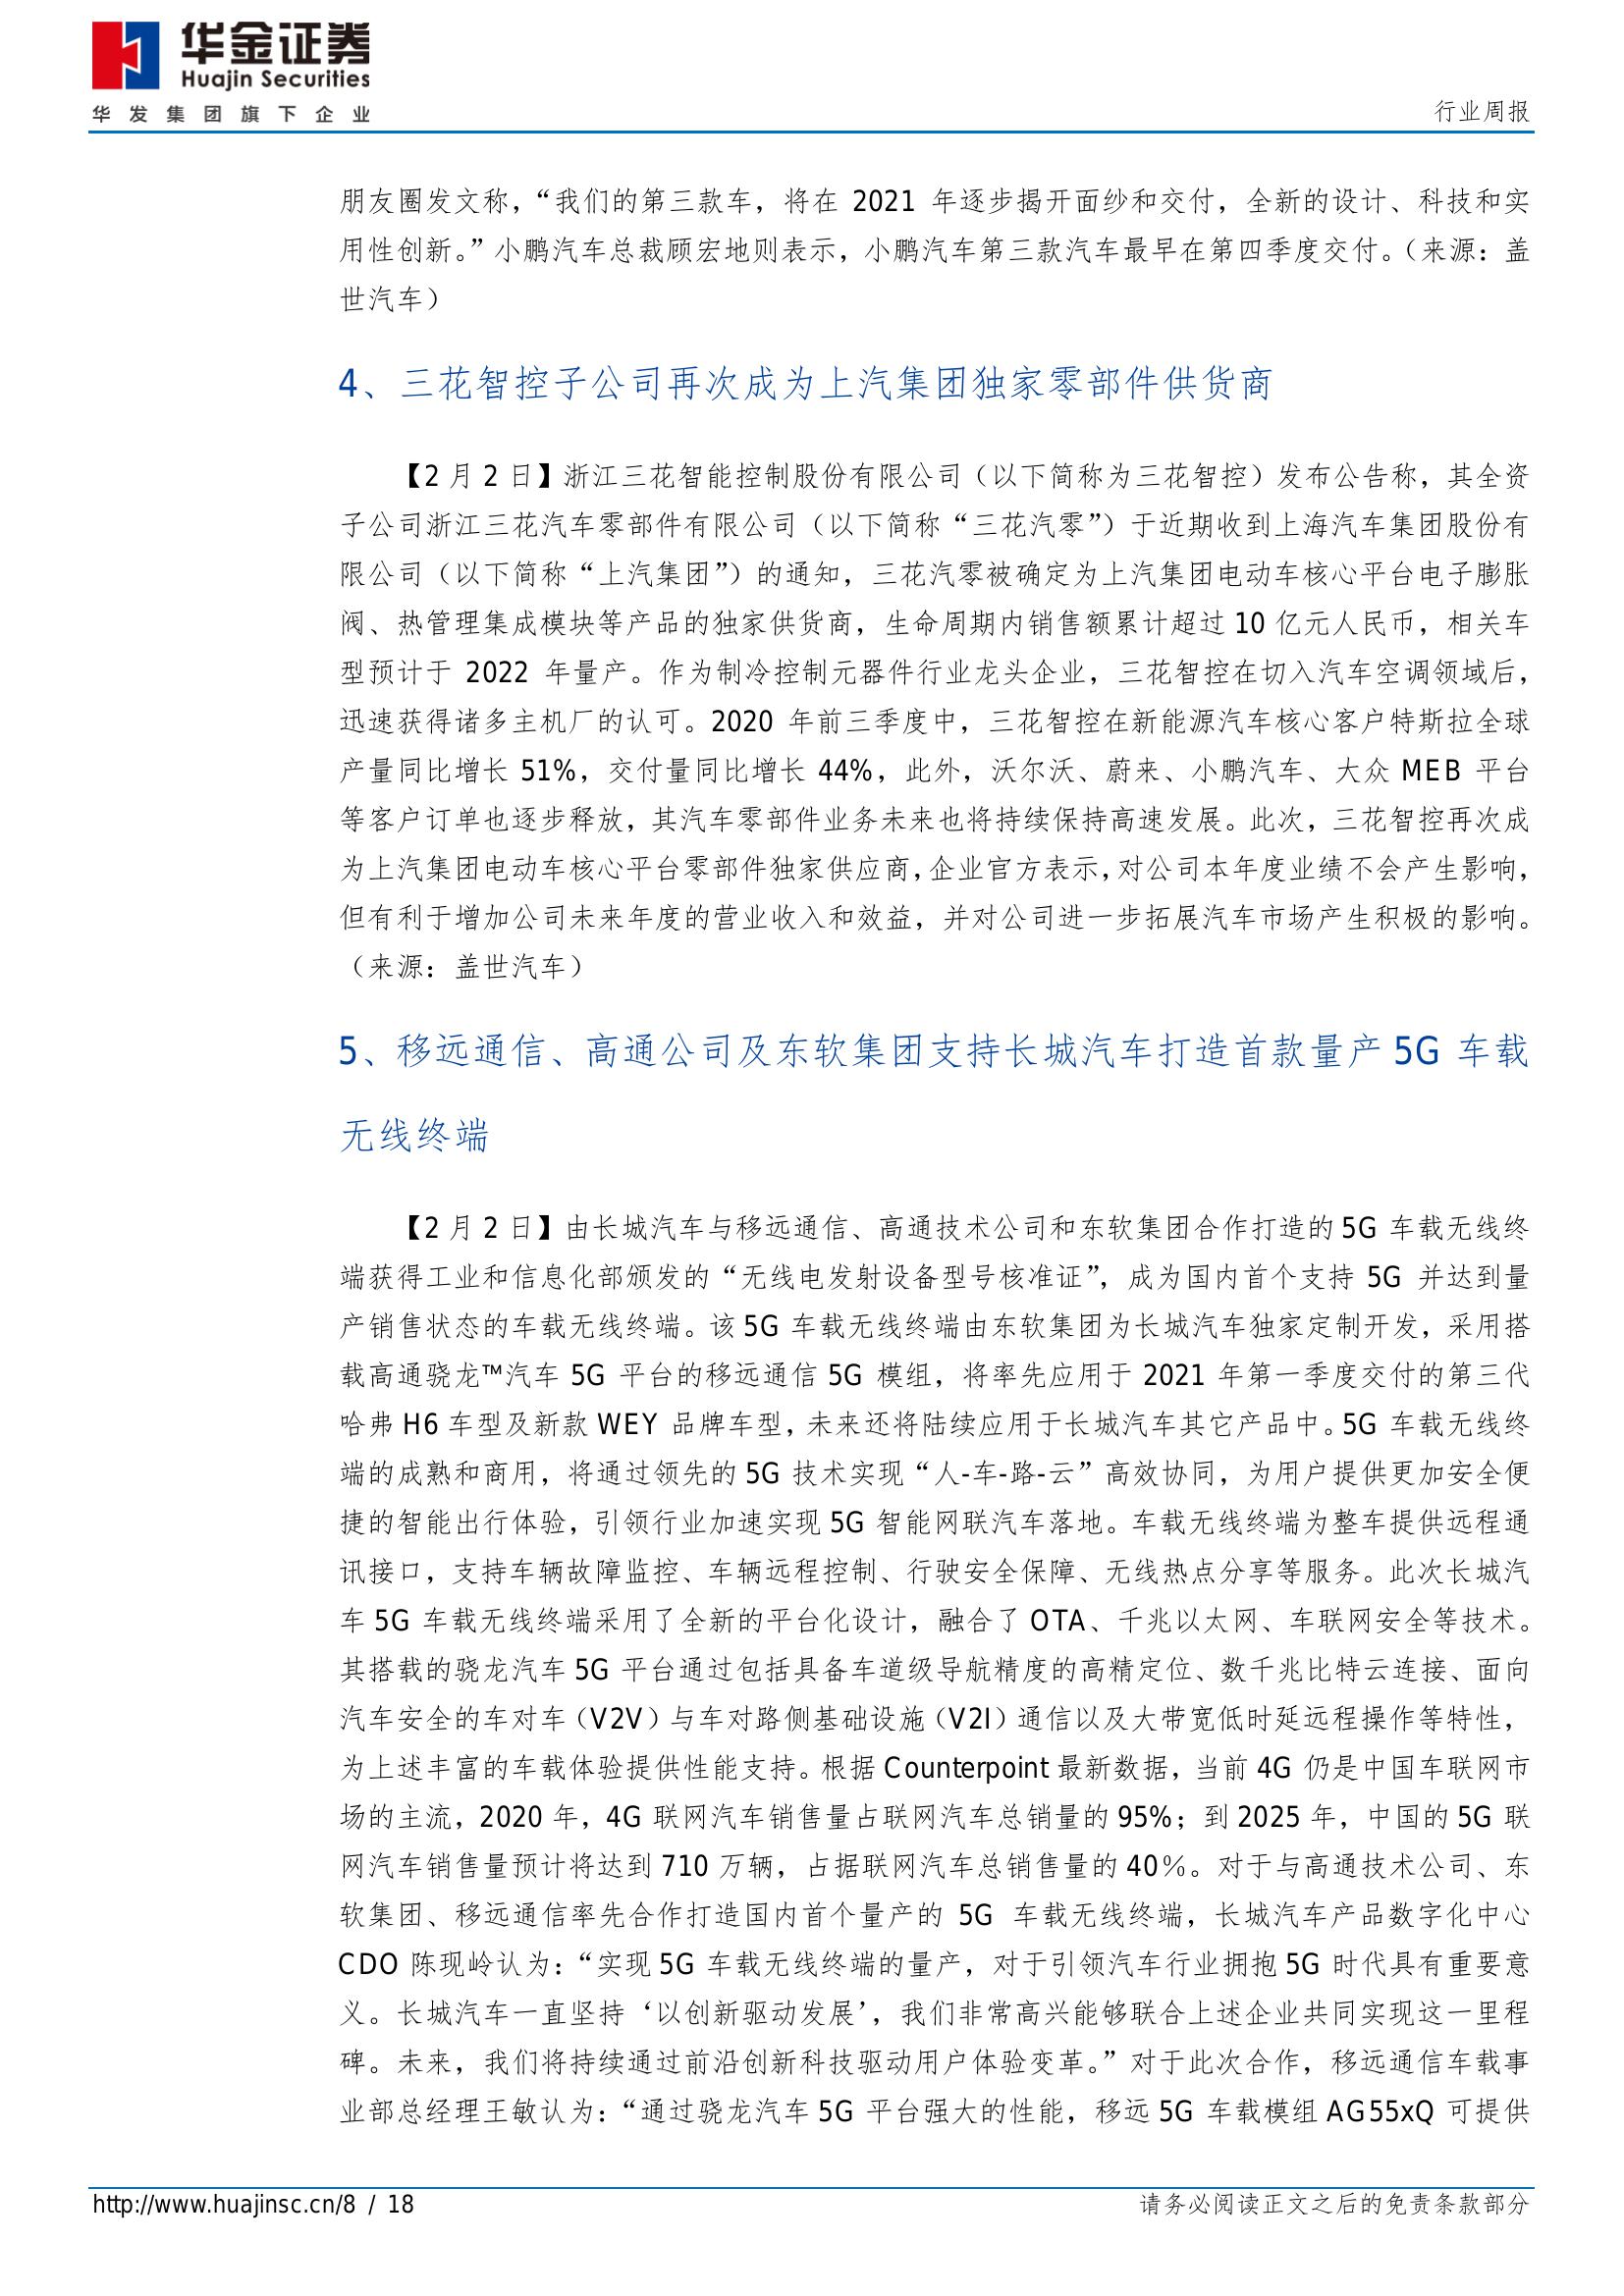 华金证券
Huajin Securities
华发集团旗下企业
行业周报
朋友圈发文称，“我们的第三款车，将在 2021 年逐步揭开面纱和交付，全新的设计、科技和实
用性创新。”小鹏汽车总裁顾宏地则表示，小鹏汽车第三款汽车最早在第四季度交付。（来源：盖
世汽车）
4、三花智控子公司再次成为上汽集团独家零部件供货商
【2 月 2 日】浙江三花智能控制股份有限公司（以下简称为三花智控）发布公告称，其全资
子公司浙江三花汽车零部件有限公司（以下简称“三花汽零”）于近期收到上海汽车集团股份有
限公司（以下简称“上汽集团”）的通知，三花汽零被确定为上汽集团电动车核心平台电子膨胀
阀、热管理集成模块等产品的独家供货商，生命周期内销售额累计超过 10 亿元人民币，相关车
型预计于 2022 年量产。作为制冷控制元器件行业龙头企业，三花智控在切入汽车空调领域后，
迅速获得诸多主机厂的认可。2020 年前三季度中，三花智控在新能源汽车核心客户特斯拉全球
产量同比增长 51%，交付量同比增长 44%，此外，沃尔沃、蔚来、小鹏汽车、大众 MEB 平台
等客户订单也逐步释放，其汽车零部件业务未来也将持续保持高速发展。此次，三花智控再次成
为上汽集团电动车核心平台零部件独家供应商，企业官方表示，对公司本年度业绩不会产生影响，
但有利于增加公司未来年度的营业收入和效益，并对公司进一步拓展汽车市场产生积极的影响。
（来源：盖世汽车）
5、移远通信、高通公司及东软集团支持长城汽车打造首款量产 5G 车载
无线终端
【2 月 2 日】由长城汽车与移远通信、高通技术公司和东软集团合作打造的 5G 车载无线终
端获得工业和信息化部颁发的“无线电发射设备型号核准证”，成为国内首个支持 5G 并达到量
产销售状态的车载无线终端。该 5G 车载无线终端由东软集团为长城汽车独家定制开发，采用搭
载高通骁龙™汽车 5G 平台的移远通信 5G 模组，将率先应用于 2021 年第一季度交付的第三代
哈弗 H6 车型及新款 WEY 品牌车型，未来还将陆续应用于长城汽车其它产品中。5G 车载无线终
端的成熟和商用，将通过领先的 5G 技术实现“人-车-路-云”高效协同，为用户提供更加安全便
捷的智能出行体验，引领行业加速实现 5G 智能网联汽车落地。车载无线终端为整车提供远程通
讯接口，支持车辆故障监控、车辆远程控制、行驶安全保障、无线热点分享等服务。此次长城汽
车 5G 车载无线终端采用了全新的平台化设计，融合了 OTA、千兆以太网、车联网安全等技术。
其搭载的骁龙汽车 5G 平台通过包括具备车道级导航精度的高精定位、数千兆比特云连接、面向
汽车安全的车对车（V2V）与车对路侧基础设施（V2I）通信以及大带宽低时延远程操作等特性，
为上述丰富的车载体验提供性能支持。根据 Counterpoint 最新数据，当前 4G 仍是中国车联网市
场的主流，2020 年，4G 联网汽车销售量占联网汽车总销量的 95%；到 2025 年，中国的 5G 联
网汽车销售量预计将达到 710 万辆，占据联网汽车总销售量的 40%。对于与高通技术公司、东
软集团、移远通信率先合作打造国内首个量产的 5G 车载无线终端，长城汽车产品数字化中心
CDO 陈现岭认为：“实现 5G 车载无线终端的量产，对于引领汽车行业拥抱 5G 时代具有重要意
义。长城汽车一直坚持‘以创新驱动发展’，我们非常高兴能够联合上述企业共同实现这一里程
碑。未来，我们将持续通过前沿创新科技驱动用户体验变革。”对于此次合作，移远通信车载事
业部总经理王敏认为：“通过骁龙汽车 5G 平台强大的性能，移远 5G 车载模组 AG55xQ 可提供
http://www.huajinsc.cn/8 / 18
请务必阅读正文之后的免责条款部分